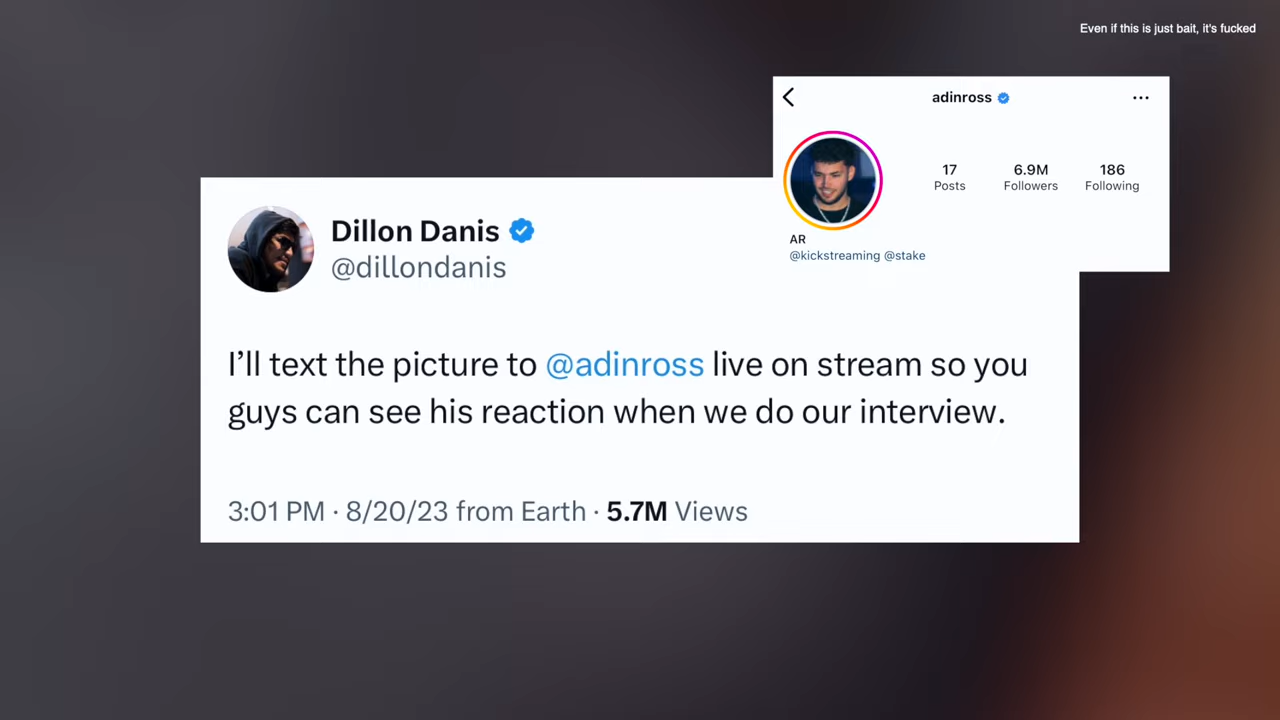 Even if this is just bait, it's fucked
adinross
17 6.9M 186
Posts Followers Following
AR
@kickstreaming @stake
Dillon Danis
@dillondanis
I’ll text the picture to @adinross live on stream so you
guys can see his reaction when we do our interview.
3:01 PM · 8/20/23 from Earth · 5.7M Views